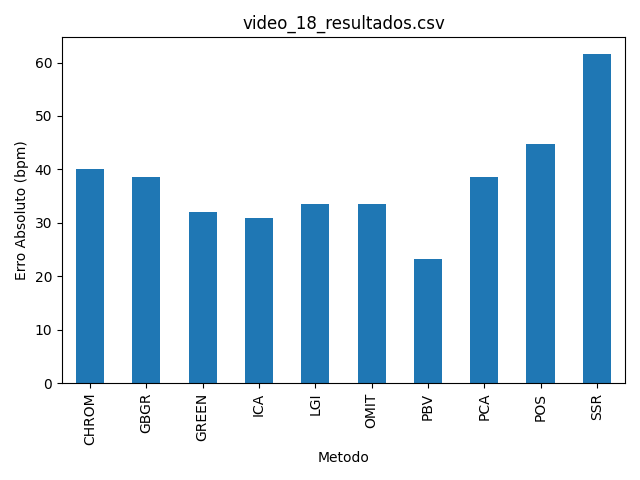 video_18_resultados.csv
Erro Absoluto (bpm)
60
50
40
30
20
10
0
CHROM
GBGR
GREEN
ICA
LGI
OMIT
PBV
PCA
POS
SSR
Metodo